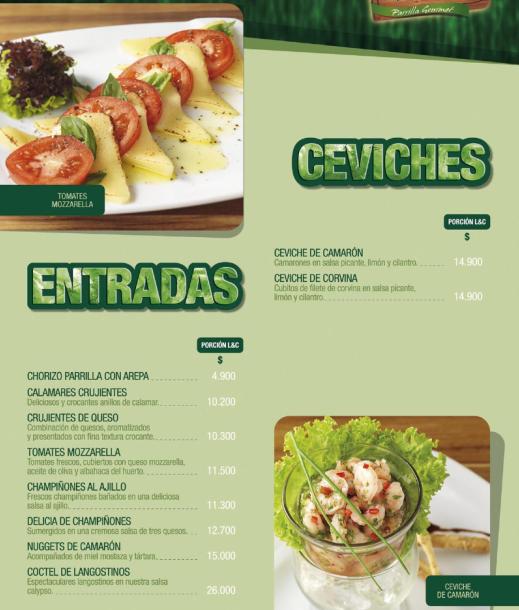 Parrilla Gourmet
TOMATES
MOZZARELLA
ENTRADAS
PORCIÓN L&C
$
CHORIZO PARRILLA CON AREPA 4.900
CALAMARES CRUJIENTES
Deliciosos y crocantes anillos de calamar. 10.200
CRUJIENTES DE QUESO
Combinación de quesos, aromatizados
y presentados con fina textura crocante. 10.300
TOMATES MOZZARELLA
Tomates frescos, cubiertos con queso mozzarella,
aceite de oliva y albahaca del huerto. 11.500
CHAMPIÑONES AL AJILLO
Frescos champiñones bañados en una deliciosa
salsa al ajillo. 11.300
DELICIA DE CHAMPIÑONES
Sumergidos en una cremosa salsa de tres quesos. 12.700
NUGGETS DE CAMARÓN
Acompañados de miel mostaza y tártara. 15.000
COCTEL DE LANGOSTINOS
Espectaculares langostinos en nuestra salsa
calypso. 26.000
CEVICHES
PORCIÓN L&C
$
CEVICHE DE CAMARÓN
Camarones en salsa picante, limón y cilantro. 14.900
CEVICHE DE CORVINA
Cubitos de filete de corvina en salsa picante,
limón y cilantro. 14.900
CEVICHE
DE CAMARÓN